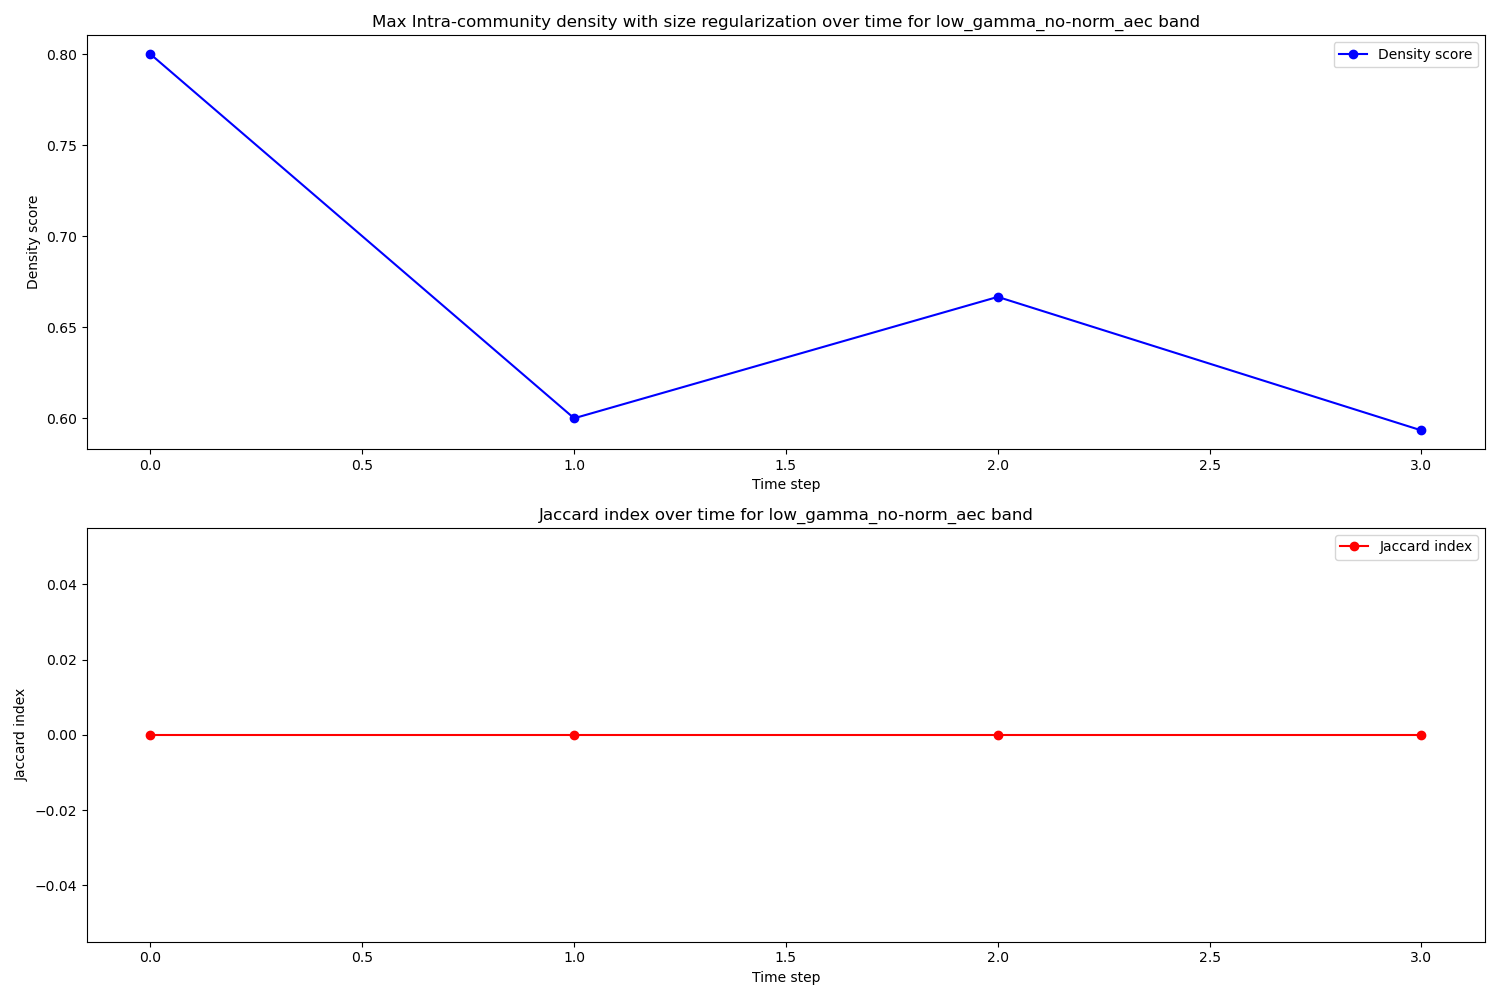 Max Intra-community density with size regularization over time for low_gamma_no-norm_aec band
Density score
0.80
0.75
0.70
0.65
0.60
Density score
0.0 0.5 1.0 1.5 2.0 2.5 3.0
Time step
Jaccard index over time for low_gamma_no-norm_aec band
Jaccard index
0.04
0.02
0.00
−0.02
−0.04
Jaccard index
0.0 0.5 1.0 1.5 2.0 2.5 3.0
Time step